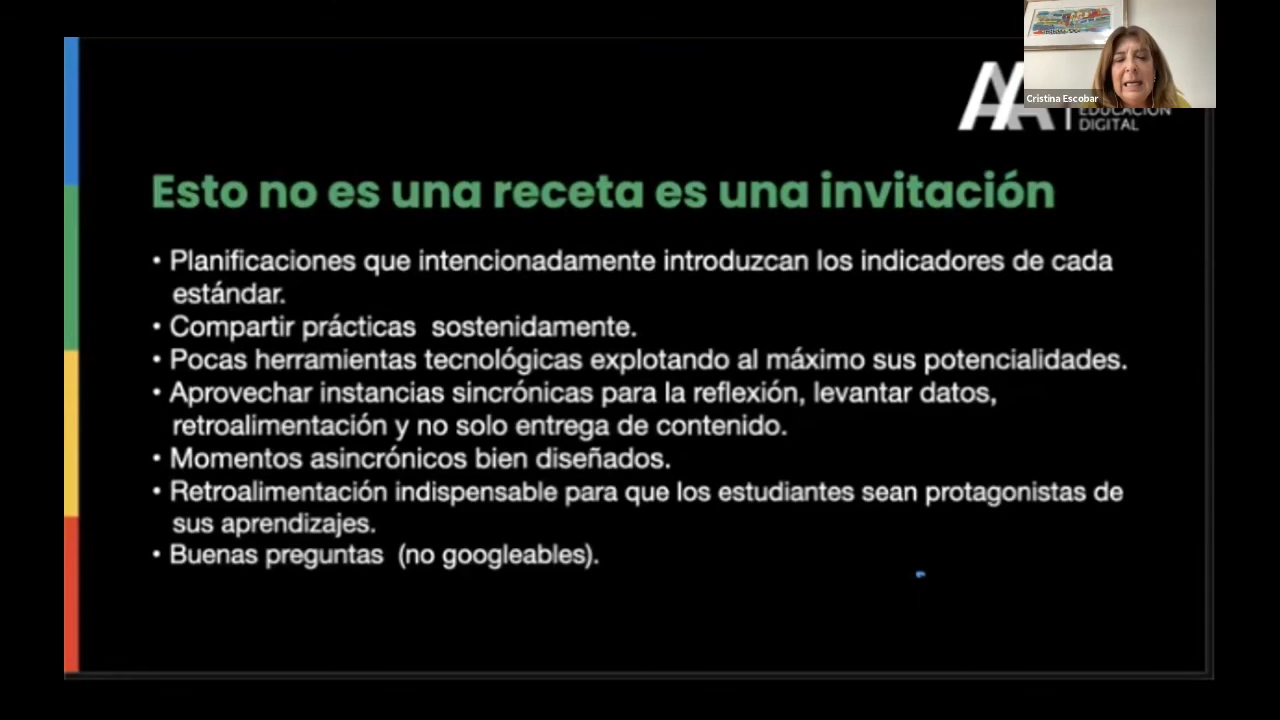 Cristina Escobar
AA
EDUCACIÓN
DIGITAL
Esto no es una receta es una invitación
• Planificaciones que intencionadamente introduzcan los indicadores de cada
estándar.
• Compartir prácticas sostenidamente.
• Pocas herramientas tecnológicas explotando al máximo sus potencialidades.
• Aprovechar instancias sincrónicas para la reflexión, levantar datos,
retroalimentación y no solo entrega de contenido.
• Momentos asincrónicos bien diseñados.
• Retroalimentación indispensable para que los estudiantes sean protagonistas de
sus aprendizajes.
• Buenas preguntas (no googleables).